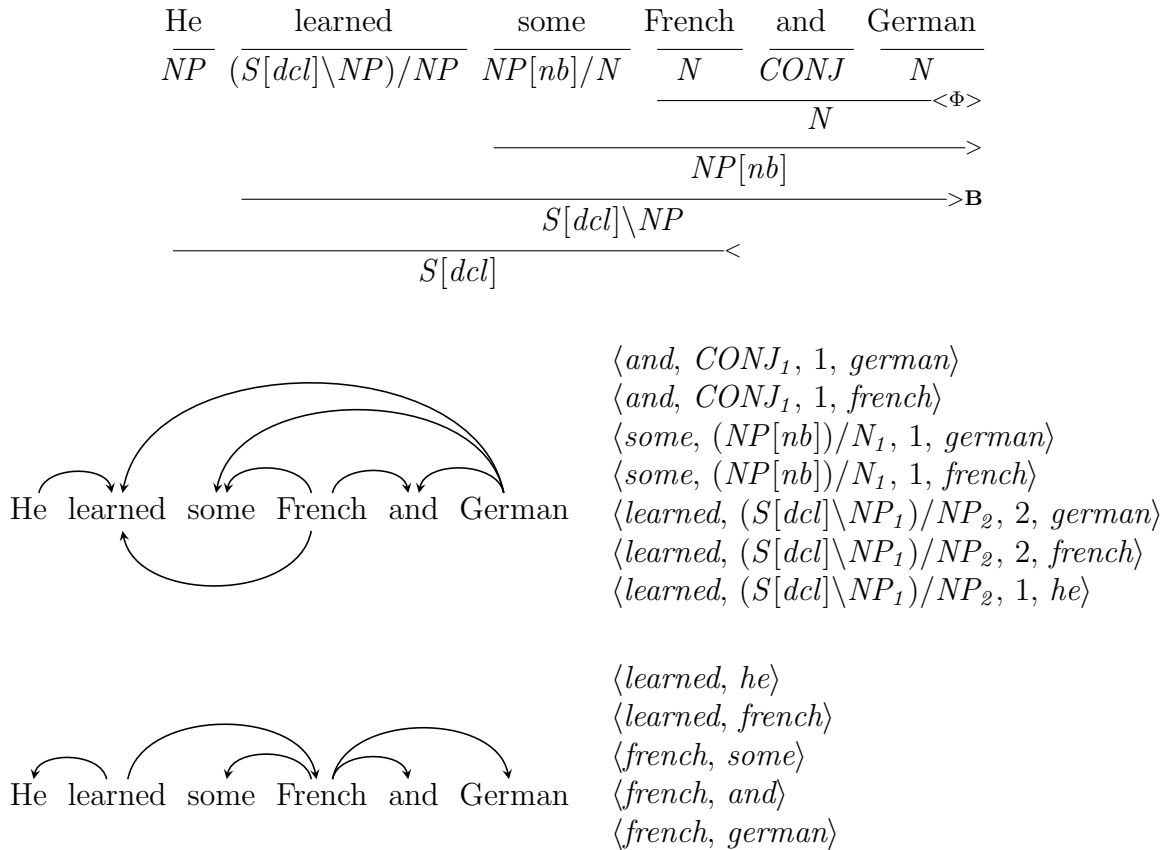 He learned some French and German
NP (S[dcl]\NP)/NP NP[nb]/N N CONJ N
<Φ>
N
>
NP[nb]
>B
S[dcl]\NP
<
S[dcl]
⟨and, CONJ₁, 1, german⟩
⟨and, CONJ₁, 1, french⟩
⟨some, (NP[nb])/N₁, 1, german⟩
⟨some, (NP[nb])/N₁, 1, french⟩
He learned some French and German
⟨learned, (S[dcl]\NP₁)/NP₂, 2, german⟩
⟨learned, (S[dcl]\NP₁)/NP₂, 2, french⟩
⟨learned, (S[dcl]\NP₁)/NP₂, 1, he⟩
⟨learned, he⟩
⟨learned, french⟩
⟨french, some⟩
He learned some French and German
⟨french, and⟩
⟨french, german⟩